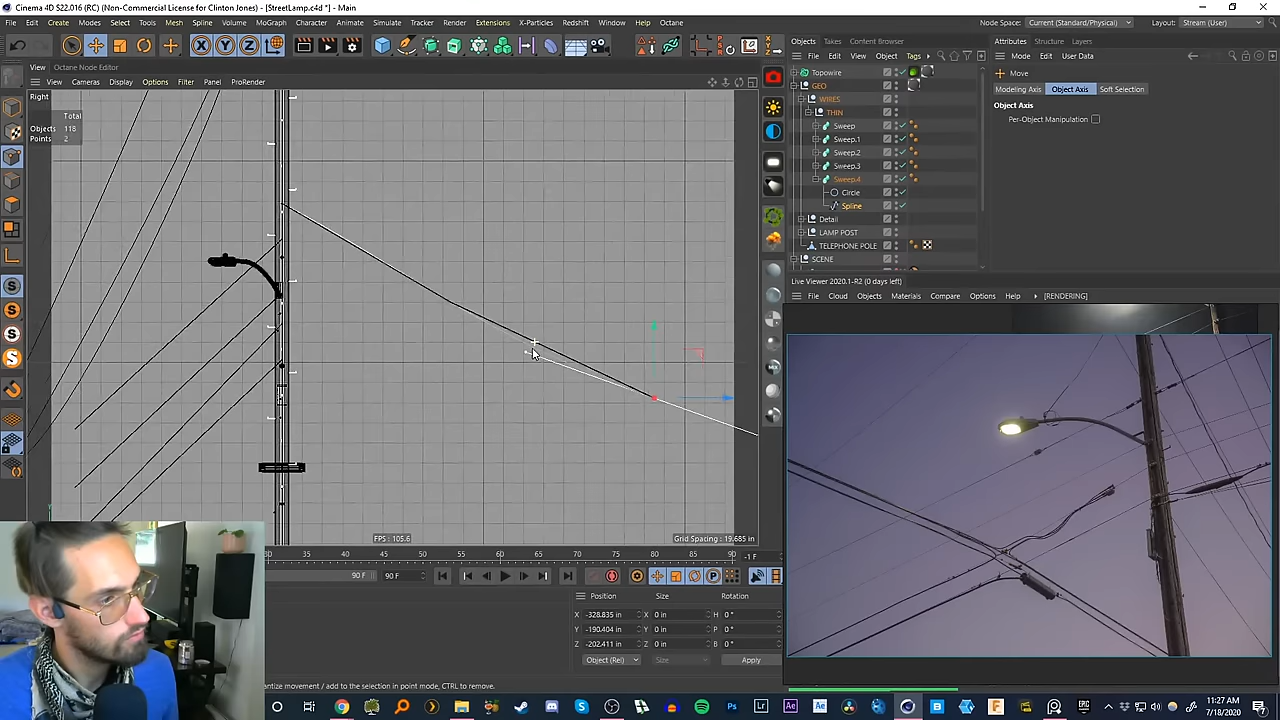 Cinema 4D S22.016 (RC) (Non-Commercial License for Clinton Jones) - [StreetLamp.c4d *] - Main
File Edit Create Modes Select Tools Mesh Spline Volume MoGraph Character Animate Simulate Tracker Render Extensions X-Particles Redshift Window Help Octane
Node Space: Current (Standard/Physical) Layout: Stream (User)
X Y Z
Objects Takes Content Browser
File Edit View Object Tags
Attributes Structure Layers
Mode Edit User Data
View Octane Node Editor
View Cameras Display Options Filter Panel ProRender
Right
Total
Objects 118
Points 2
Topowire
GEO
WIRES
THIN
Sweep
Sweep.1
Sweep.2
Sweep.3
Sweep.4
Circle
Spline
Detail
LAMP POST
TELEPHONE POLE
SCENE
Move
Modeling Axis Object Axis Soft Selection
Object Axis
Per-Object Manipulation
Live Viewer 2020.1-R2 (0 days left)
File Cloud Objects Materials Compare Options Help [RENDERING]
FPS : 105.6
Grid Spacing : 19.685 in
30 35 40 45 50 55 60 65 70 75 80 85 90 -1 F
90 F 90 F
Position Size Rotation
X -328.835 in X 0 in H 0 °
Y -190.404 in Y 0 in P 0 °
Z -202.411 in Z 0 in B 0 °
Object (Rel) Size Apply
antize movement / add to the selection in point mode, CTRL to remove.
11:27 AM
7/18/2020